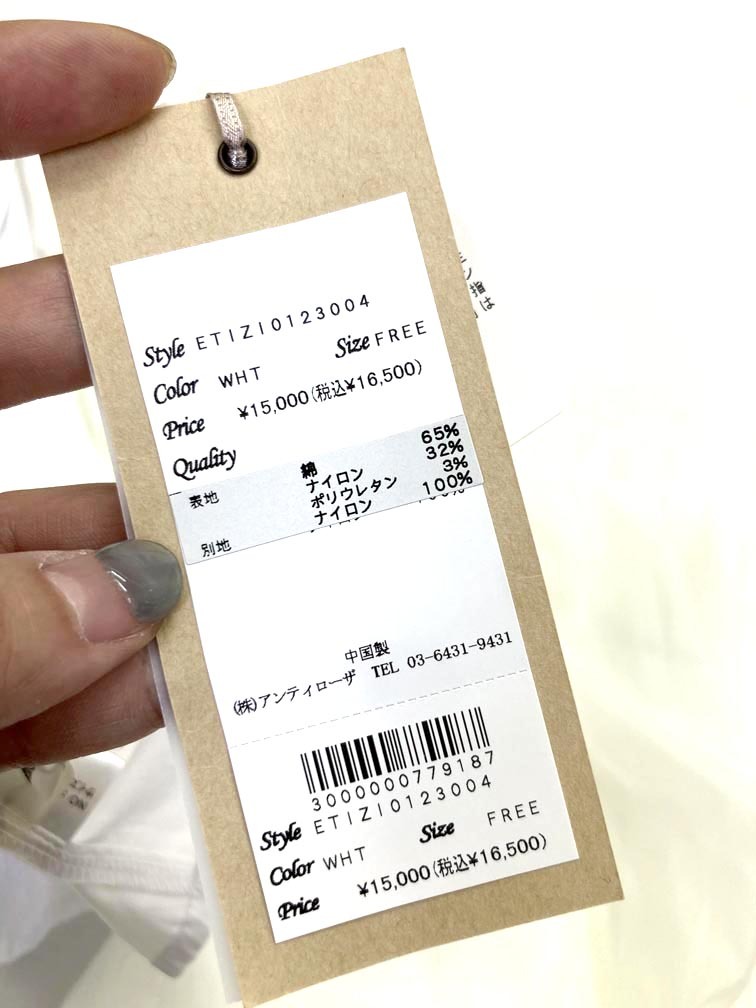 Style ETIZI0123004
Color WHT Size FREE
Price ¥15,000(税込¥16,500)
Quality
表地 綿 65%
ナイロン 32%
ポリウレタン 3%
別地 ナイロン 100%
中国製
(株)アンティローザ TEL 03-6431-9431
3000000779187
Style ETIZI0123004
Color WHT Size FREE
Price ¥15,000(税込¥16,500)